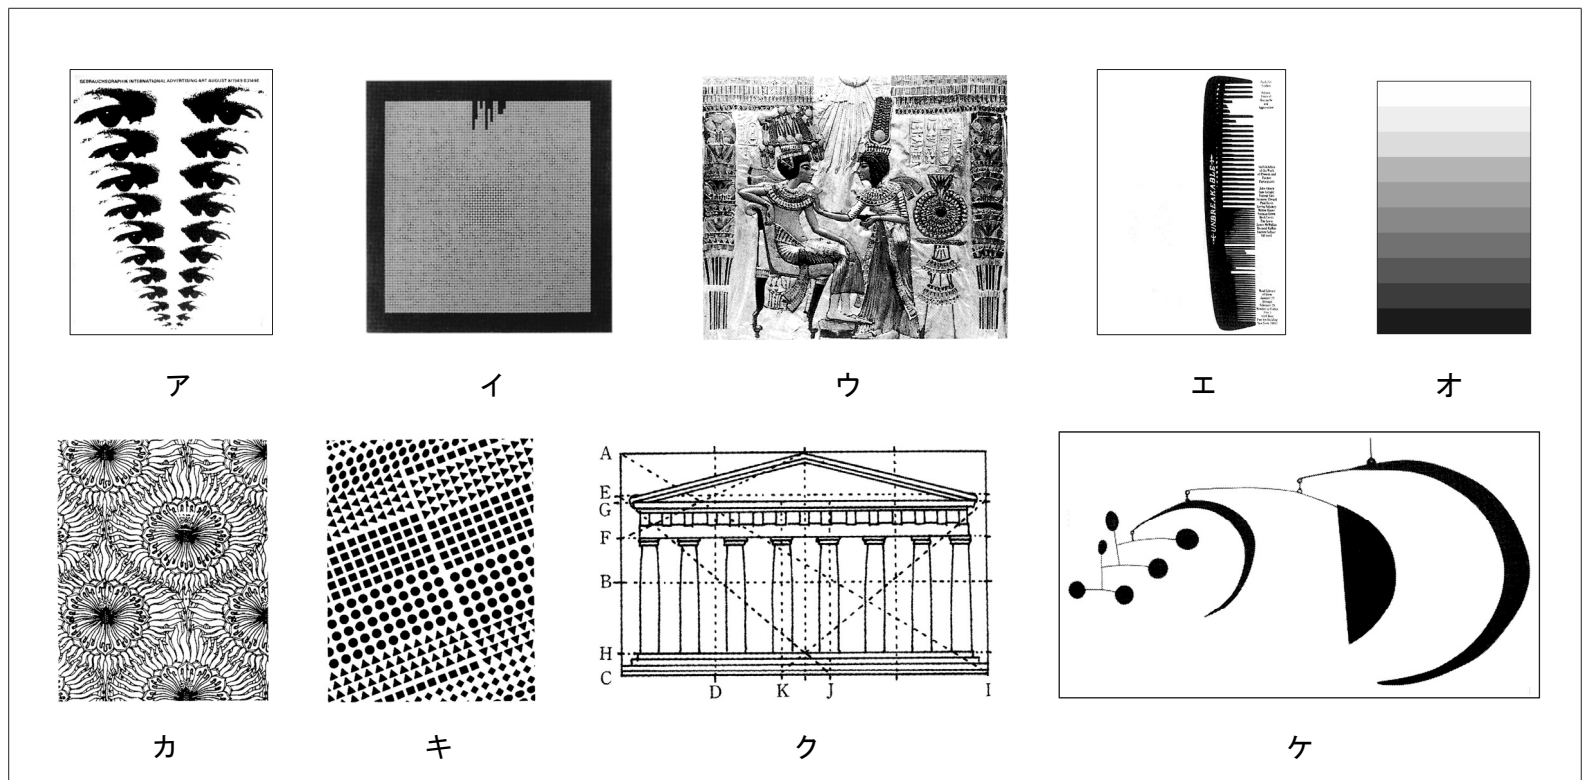 GEBRAUCHSGRAPHIK INTERNATIONAL ADVERTISING ART AUGUST
UNBREAKABLE
ア
イ
ウ
エ
オ
A
E
G
F
B
H
C
D
K
J
I
カ
キ
ク
ケ